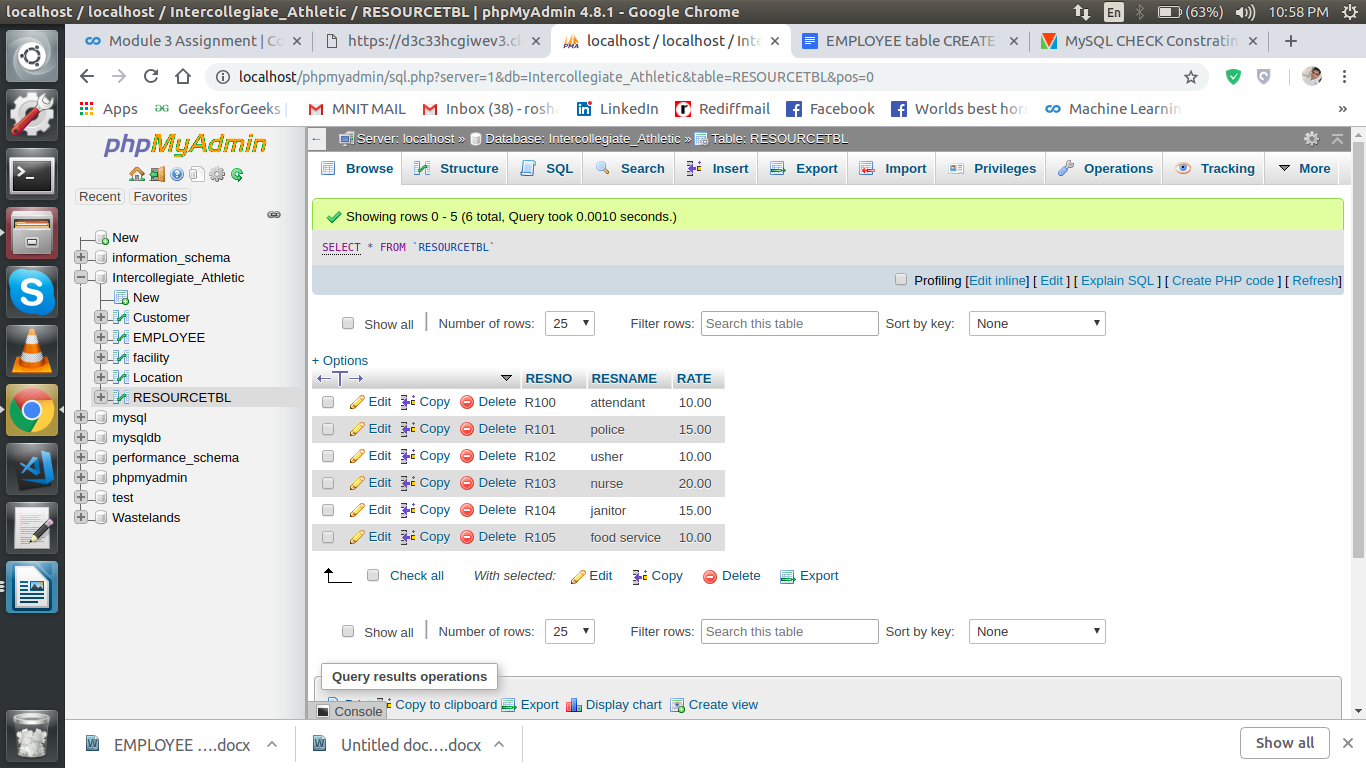 localhost / localhost / Intercollegiate_Athletic / RESOURCETBL | phpMyAdmin 4.8.1 - Google Chrome En (63%) 10:58 PM
Module 3 Assignment | Co https://d3c33hcgiwev3.cl localhost / localhost / Inte EMPLOYEE table CREATE MySQL CHECK Constratin
localhost/phpmyadmin/sql.php?server=1&db=Intercollegiate_Athletic&table=RESOURCETBL&pos=0
Apps GeeksforGeeks | MNIT MAIL Inbox (38) - rosh LinkedIn Rediffmail Facebook Worlds best hor Machine Learnin »
phpMyAdmin
Recent Favorites
New
information_schema
Intercollegiate_Athletic
New
Customer
EMPLOYEE
facility
Location
RESOURCETBL
mysql
mysqldb
performance_schema
phpmyadmin
test
Wastelands
Server: localhost » Database: Intercollegiate_Athletic » Table: RESOURCETBL
Browse Structure SQL Search Insert Export Import Privileges Operations Tracking More
Showing rows 0 - 5 (6 total, Query took 0.0010 seconds.)
SELECT * FROM `RESOURCETBL`
Profiling [Edit inline] [ Edit ] [ Explain SQL ] [ Create PHP code ] [ Refresh]
Show all | Number of rows: 25 Filter rows: Search this table Sort by key: None
+ Options
←T→ RESNO RESNAME RATE
Edit Copy Delete R100 attendant 10.00
Edit Copy Delete R101 police 15.00
Edit Copy Delete R102 usher 10.00
Edit Copy Delete R103 nurse 20.00
Edit Copy Delete R104 janitor 15.00
Edit Copy Delete R105 food service 10.00
Check all With selected: Edit Copy Delete Export
Show all | Number of rows: 25 Filter rows: Search this table Sort by key: None
Query results operations
Copy to clipboard Export Display chart Create view
Console
EMPLOYEE ….docx Untitled doc….docx Show all